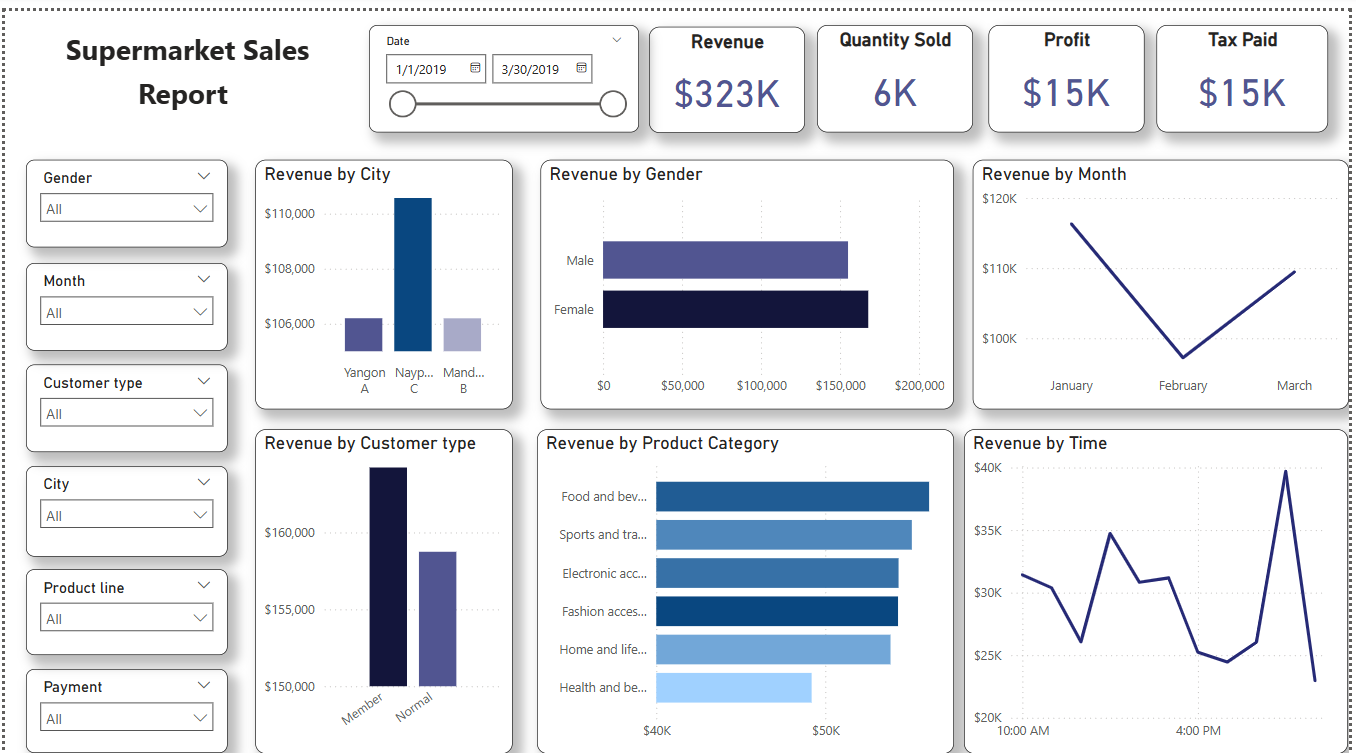 Supermarket Sales
Report
Date
1/1/2019
3/30/2019
Revenue
$323K
Quantity Sold
6K
Profit
$15K
Tax Paid
$15K
Gender
All
Month
All
Customer type
All
City
All
Product line
All
Payment
All
Revenue by City
$110,000
$108,000
$106,000
Yangon Nayp... Mand...
A C B
Revenue by Gender
Male
Female
$0 $50,000 $100,000 $150,000 $200,000
Revenue by Month
$120K
$110K
$100K
January February March
Revenue by Customer type
$160,000
$155,000
$150,000
Member Normal
Revenue by Product Category
Food and bev...
Sports and tra...
Electronic acc...
Fashion acces...
Home and life...
Health and be...
$40K $50K
Revenue by Time
$40K
$35K
$30K
$25K
$20K
10:00 AM 4:00 PM